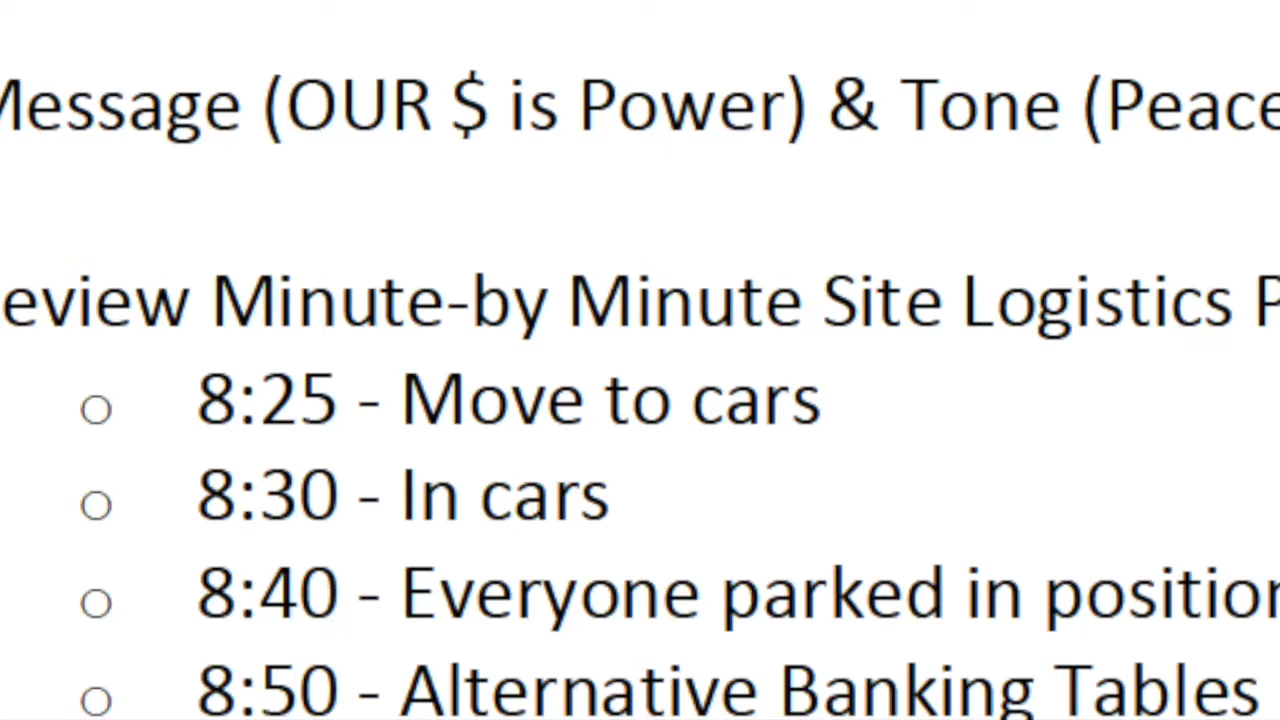 Message (OUR $ is Power) & Tone (Peace
eview Minute-by Minute Site Logistics P
○ 8:25 - Move to cars
○ 8:30 - In cars
○ 8:40 - Everyone parked in position
○ 8:50 - Alternative Banking Tables